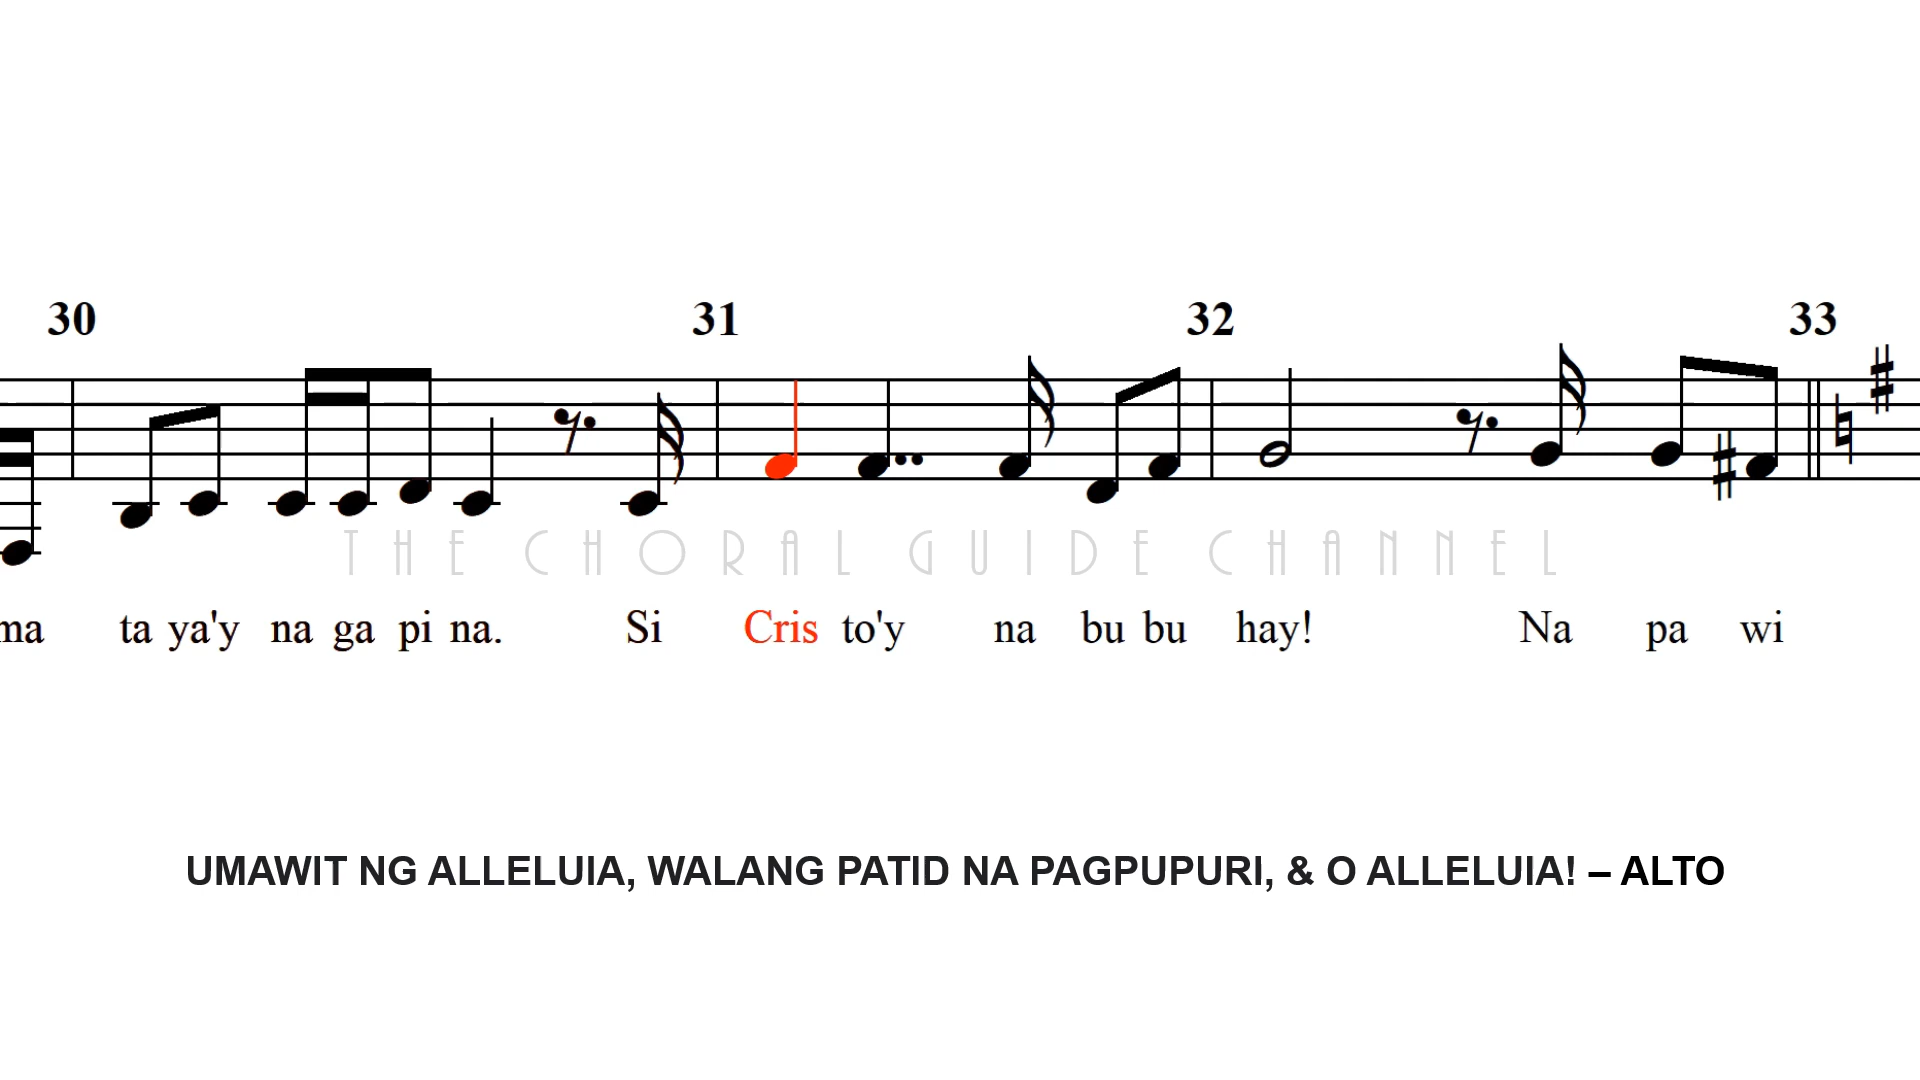 30 31 32 33
THE CHORAL GUIDE CHANNEL
ma ta ya'y na ga pi na. Si Cris to'y na bu bu hay! Na pa wi
UMAWIT NG ALLELUIA, WALANG PATID NA PAGPUPURI, & O ALLELUIA! – ALTO